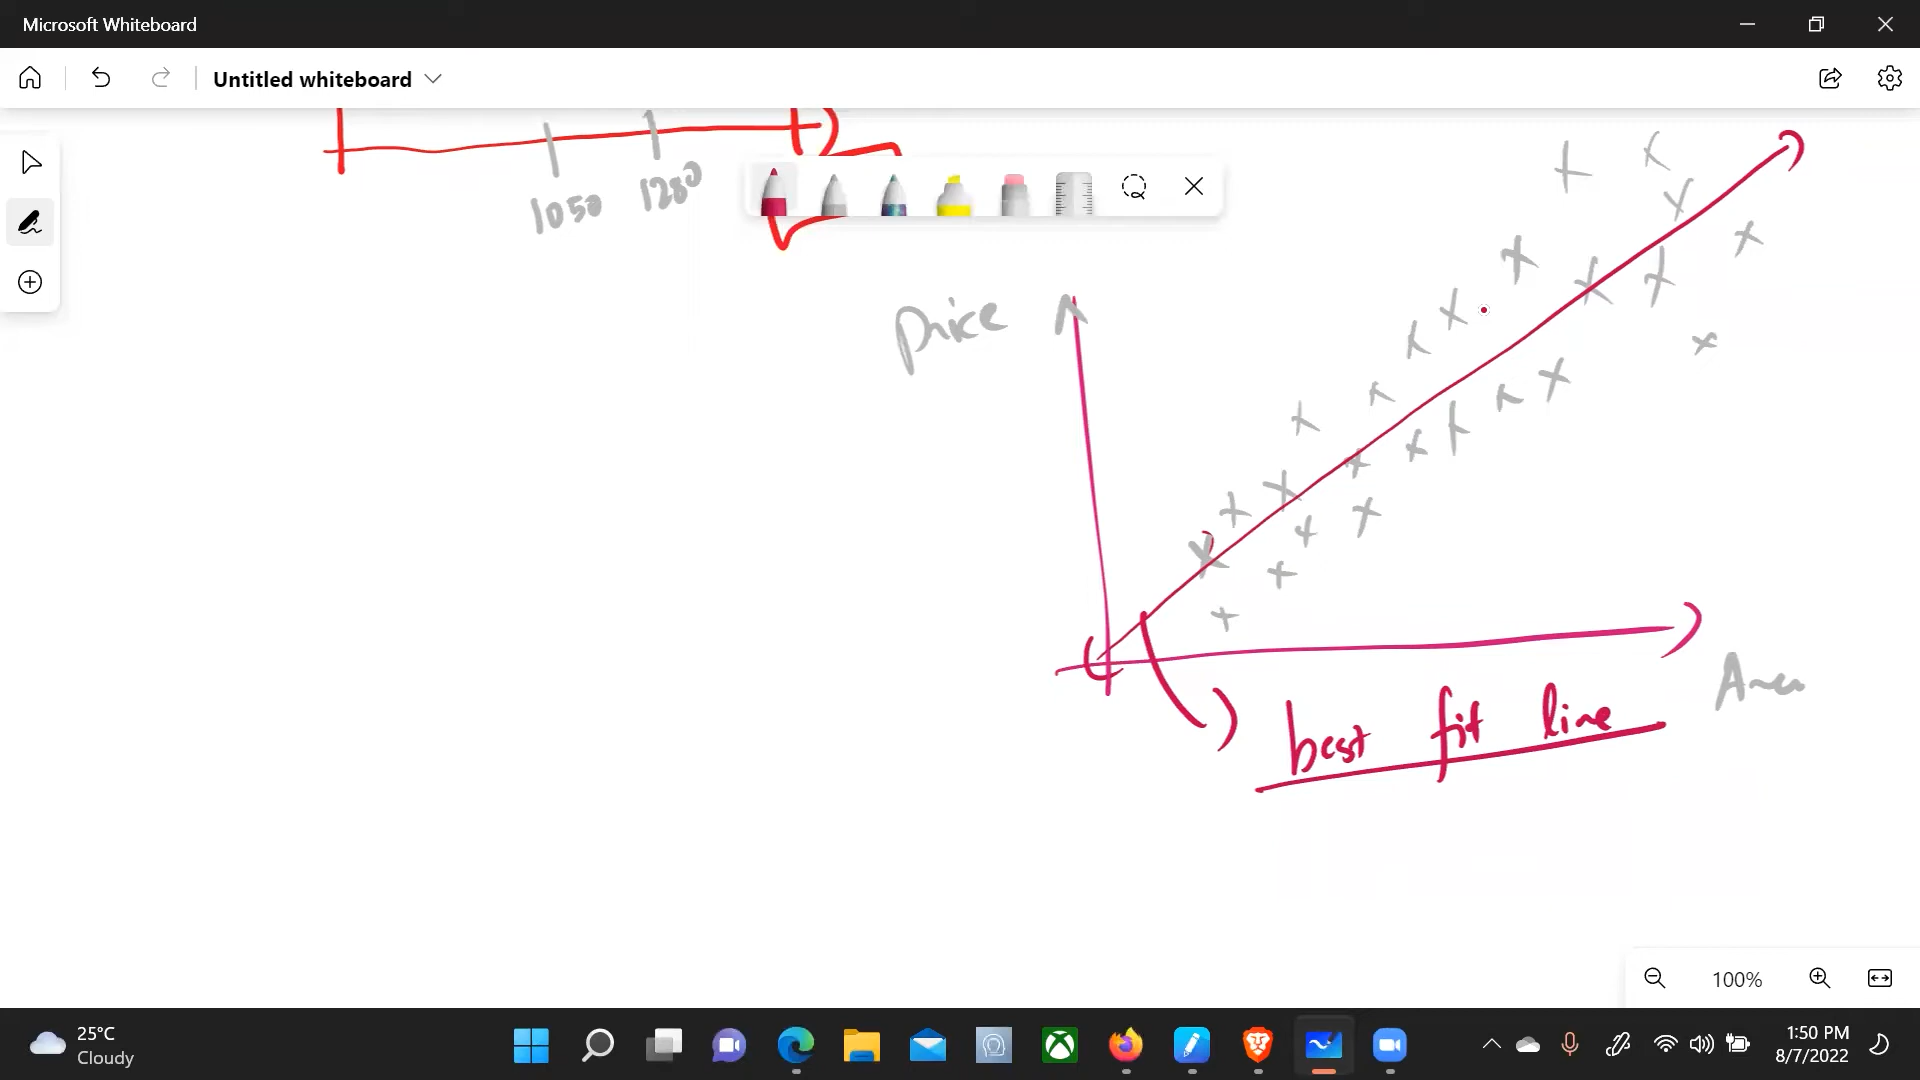 Microsoft Whiteboard
Untitled whiteboard
1050 1280
Price
Area
best fit line
100%
25°C
Cloudy
1:50 PM
8/7/2022